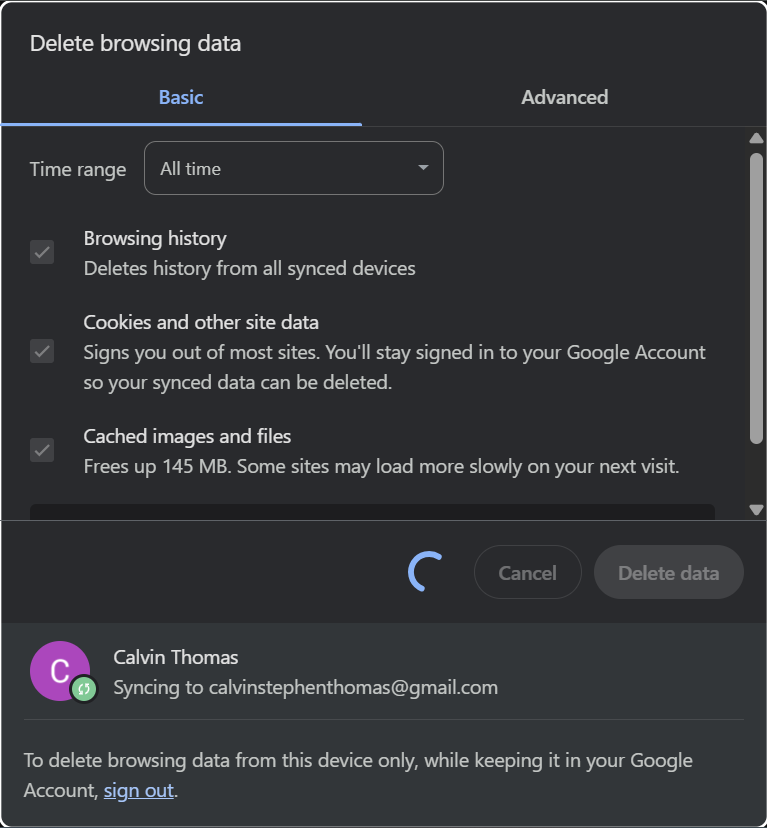 Delete browsing data
Basic
Advanced
Time range
All time
Browsing history
Deletes history from all synced devices
Cookies and other site data
Signs you out of most sites. You'll stay signed in to your Google Account
so your synced data can be deleted.
Cached images and files
Frees up 145 MB. Some sites may load more slowly on your next visit.
Cancel
Delete data
C
Calvin Thomas
Syncing to calvinstephenthomas@gmail.com
To delete browsing data from this device only, while keeping it in your Google
Account, sign out.